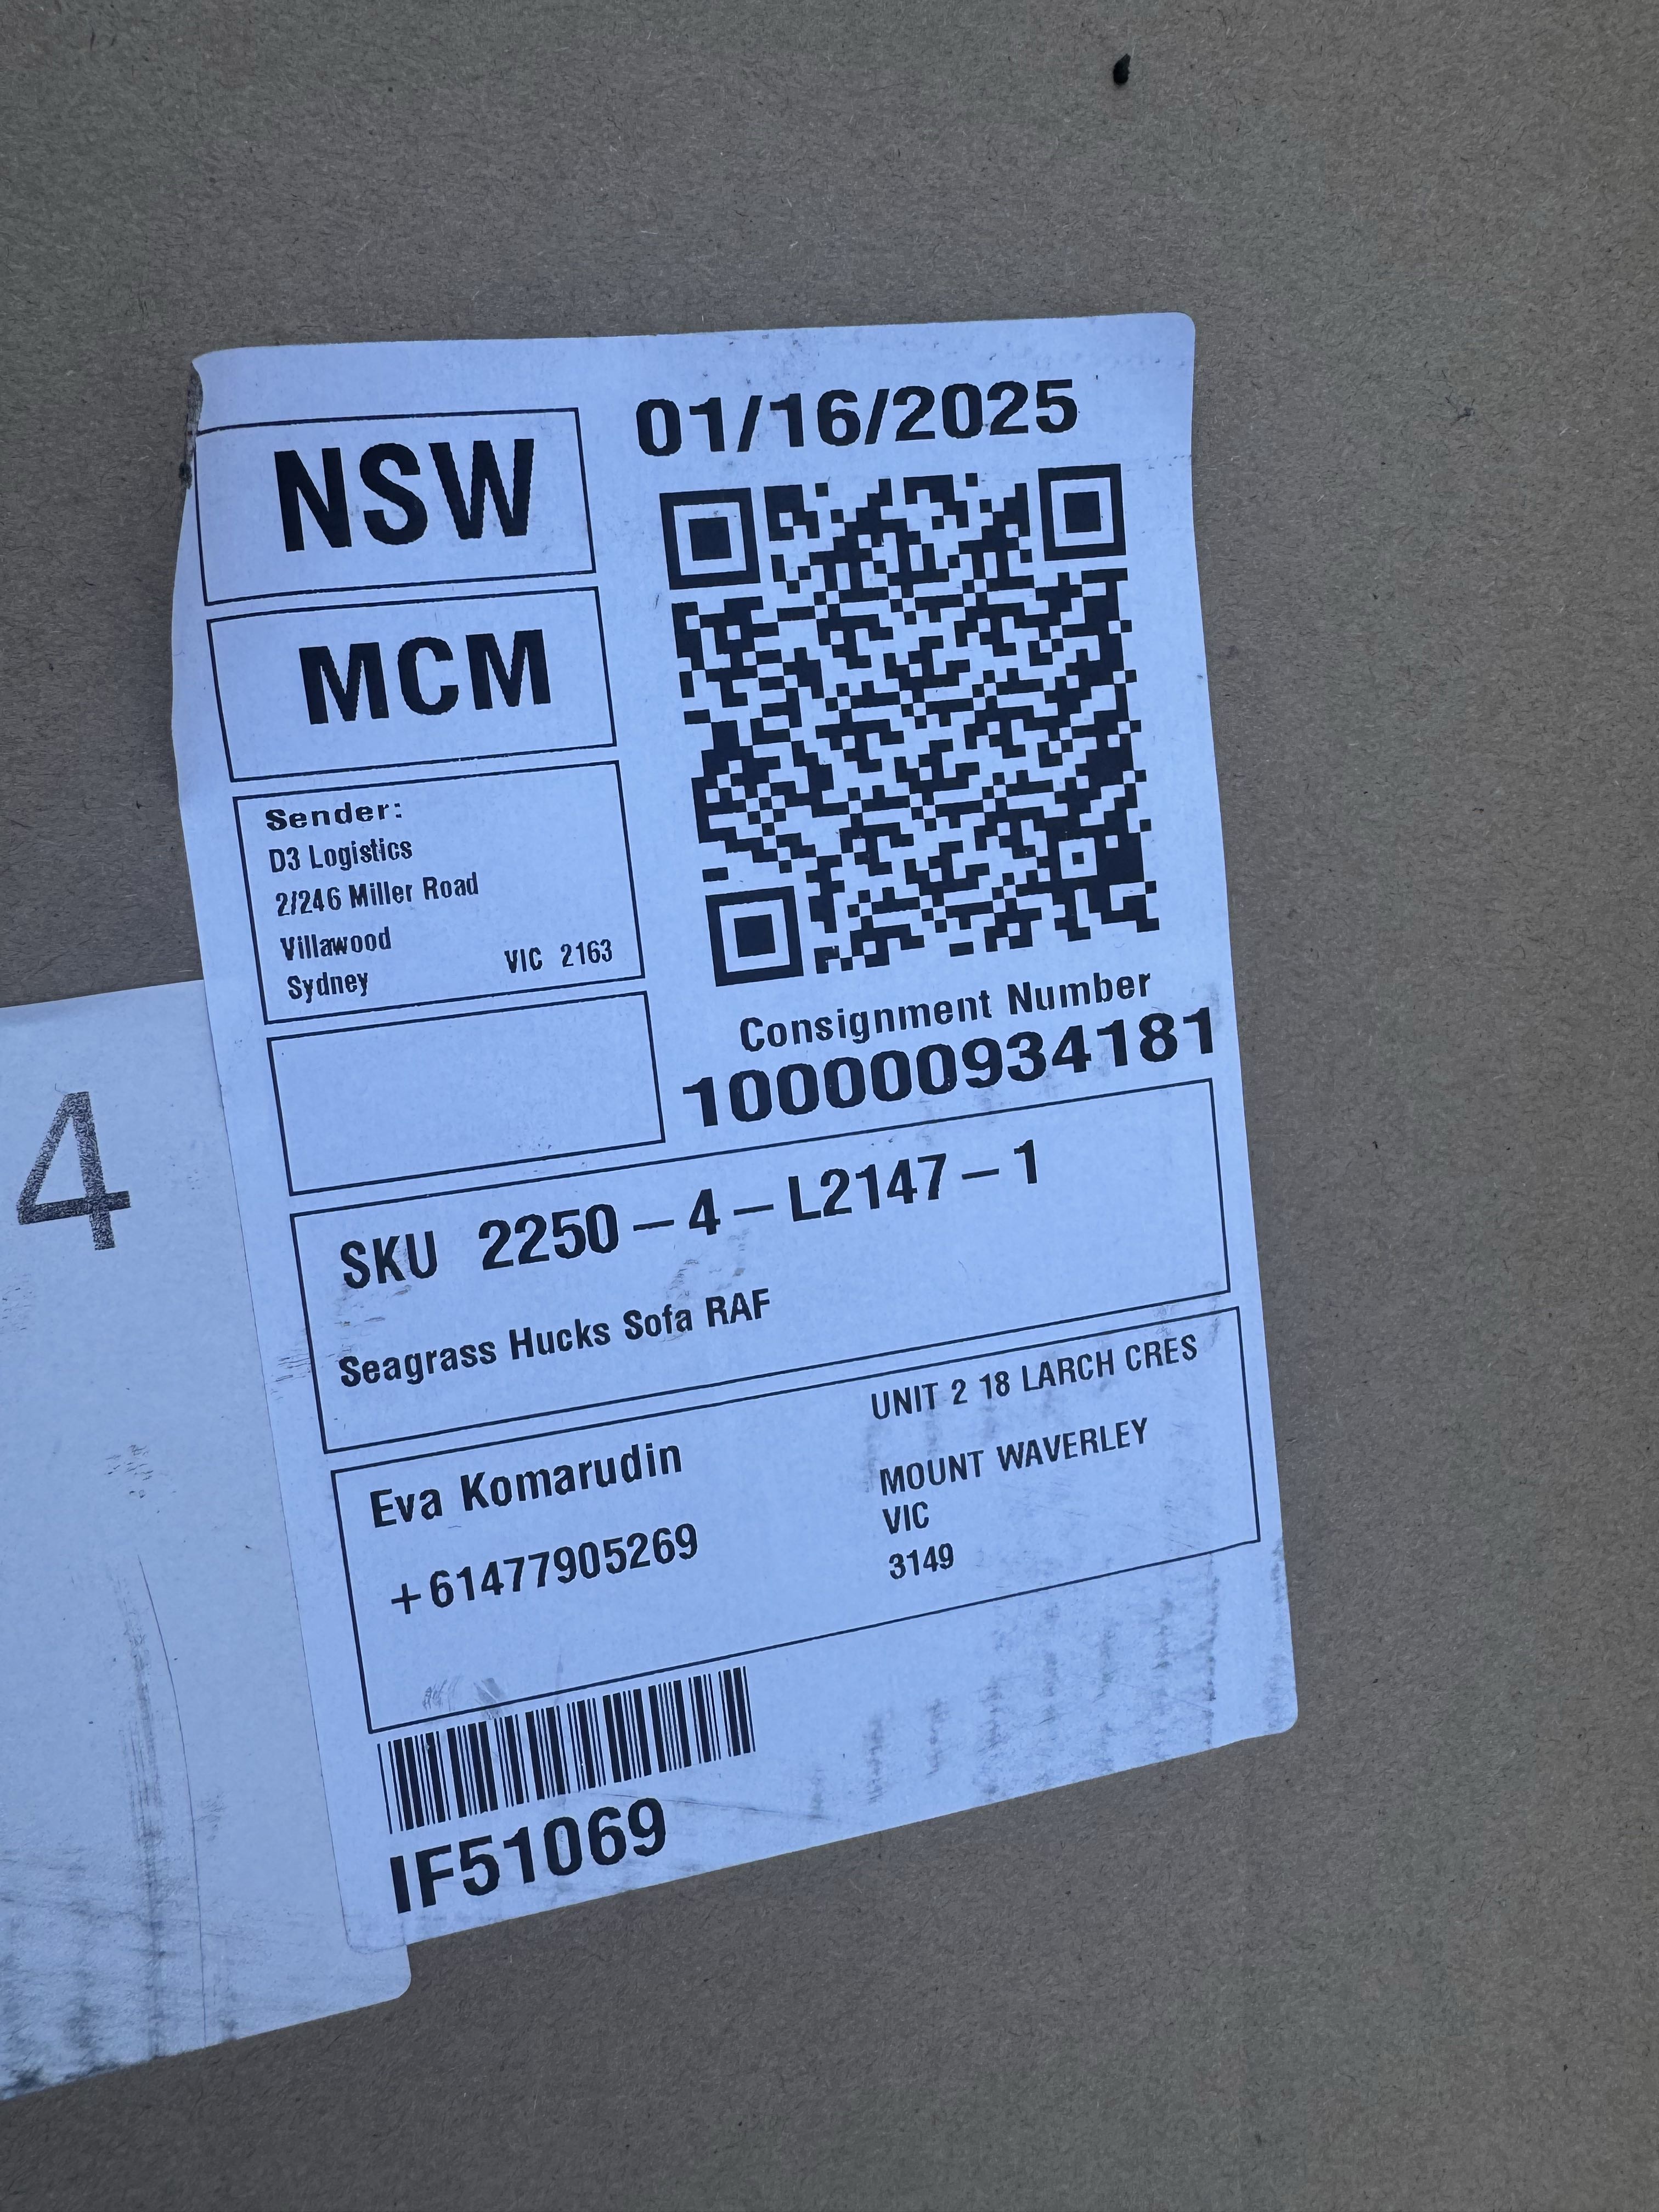 01/16/2025
NSW
MCM
Sender:
D3 Logistics
2/246 Miller Road
Villawood
Sydney VIC 2163
Consignment Number
100000934181
4
SKU 2250-4-L2147-1
Seagrass Hucks Sofa RAF
Eva Komarudin
+61477905269
UNIT 2 18 LARCH CRES
MOUNT WAVERLEY
VIC
3149
IF51069